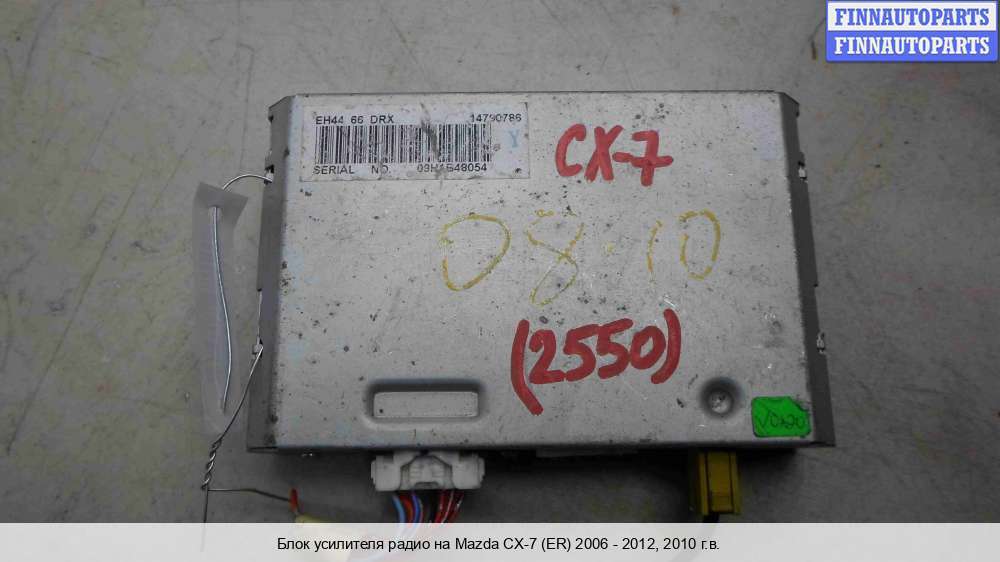 FINNAUTOPARTS
FINNAUTOPARTS
EH44 66 DRX 14790786
Y
SERIAL NO.
CX-7
08-10
(2550)
Блок усилителя радио на Mazda CX-7 (ER) 2006 - 2012, 2010 г.в.